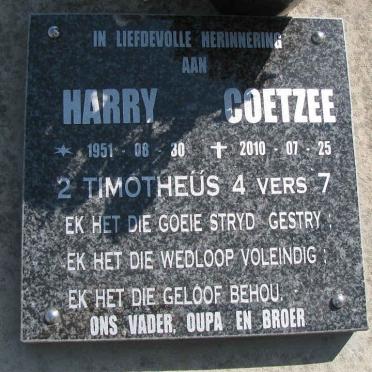 IN LIEFDEVOLLE HERINNERING
AAN
HARRY COETZEE
* 1951 - 08 - 30 ✝ 2010 - 07 - 25
2 TIMOTHEÚS 4 VERS 7
EK HET DIE GOEIE STRYD GESTRY ;
EK HET DIE WEDLOOP VOLEINDIG ;
EK HET DIE GELOOF BEHOU.
ONS VADER, OUPA EN BROER